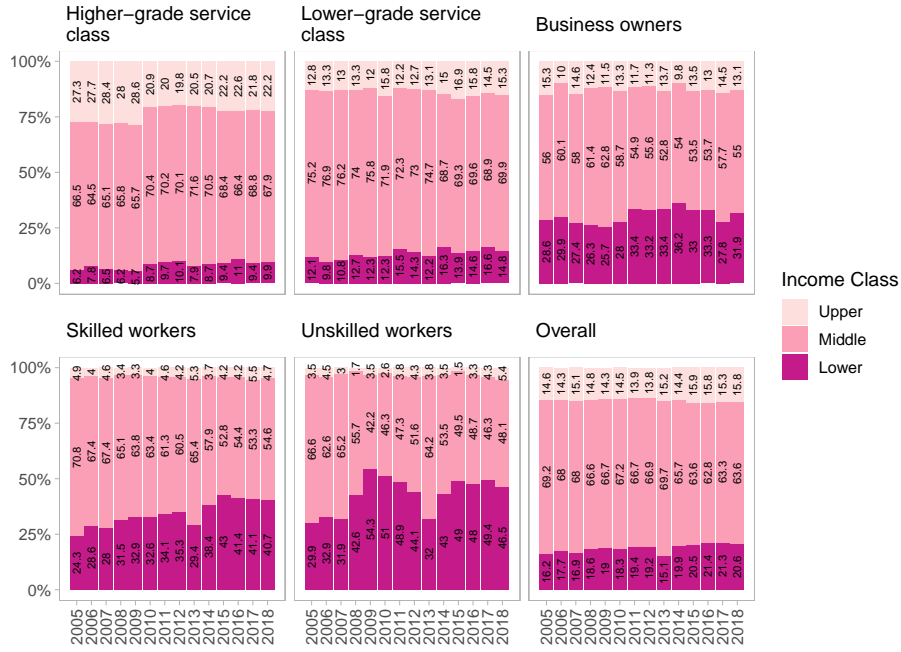 Higher−grade service
class
Lower−grade service
class
Business owners
100%
75%
50%
25%
0%
27.3 27.7 28.4 28 28.6 20.9 20 19.8 20.5 20.7 22.2 22.6 21.8 22.2
66.5 64.5 65.1 65.8 65.7 70.4 70.2 70.1 71.6 70.5 68.4 66.4 68.8 67.9
6.2 7.8 6.5 6.2 5.7 8.7 9.7 10.1 7.9 8.7 9.4 11 9.4 9.9
12.8 13.3 13 13.3 12 15.8 12.2 12.7 13.1 15 16.9 15.8 14.5 15.3
75.2 76.9 76.2 74 75.8 71.9 72.3 73 74.7 68.7 69.3 69.6 68.9 69.9
12.1 9.8 10.8 12.7 12.3 12.3 15.5 14.3 12.2 16.3 13.9 14.6 16.6 14.8
15.3 10 14.6 12.4 11.5 13.3 11.7 11.3 13.7 9.8 13.5 13 14.5 13.1
56 60.1 58 61.4 62.8 58.7 54.9 55.6 52.8 54 53.5 53.7 57.7 55
28.6 29.9 27.4 26.3 25.7 28 33.4 33.2 33.4 36.2 33 33.3 27.8 31.9
Income Class
Upper
Middle
Lower
Skilled workers
Unskilled workers
Overall
100%
75%
50%
25%
0%
4.9 4 4.6 3.4 3.3 4 4.6 4.2 5.3 3.7 4.2 4.2 5.5 4.7
70.8 67.4 67.4 65.1 63.8 63.4 61.3 60.5 65.4 57.9 52.8 54.4 53.3 54.6
24.3 28.6 28 31.5 32.9 32.6 34.1 35.3 29.4 38.4 43 41.4 41.1 40.7
3.5 4.5 3 1.7 3.5 2.6 3.8 4.3 3.8 3.5 1.5 3.3 4.3 5.4
66.6 62.6 65.2 55.7 42.2 46.3 47.3 51.6 64.2 53.5 49.5 48.7 46.3 48.1
29.9 32.9 31.9 42.6 54.3 51 48.9 44.1 32 43 49 48 49.4 46.5
14.6 14.3 15.1 14.8 14.3 14.5 13.9 13.8 15.2 14.4 15.9 15.8 15.3 15.8
69.2 68 68 66.6 66.7 67.2 66.7 66.9 69.7 65.7 63.6 62.8 63.3 63.6
16.2 17.7 16.9 18.6 19 18.3 19.4 19.2 15.1 19.9 20.5 21.4 21.3 20.6
2005 2006 2007 2008 2009 2010 2011 2012 2013 2014 2015 2016 2017 2018
2005 2006 2007 2008 2009 2010 2011 2012 2013 2014 2015 2016 2017 2018
2005 2006 2007 2008 2009 2010 2011 2012 2013 2014 2015 2016 2017 2018